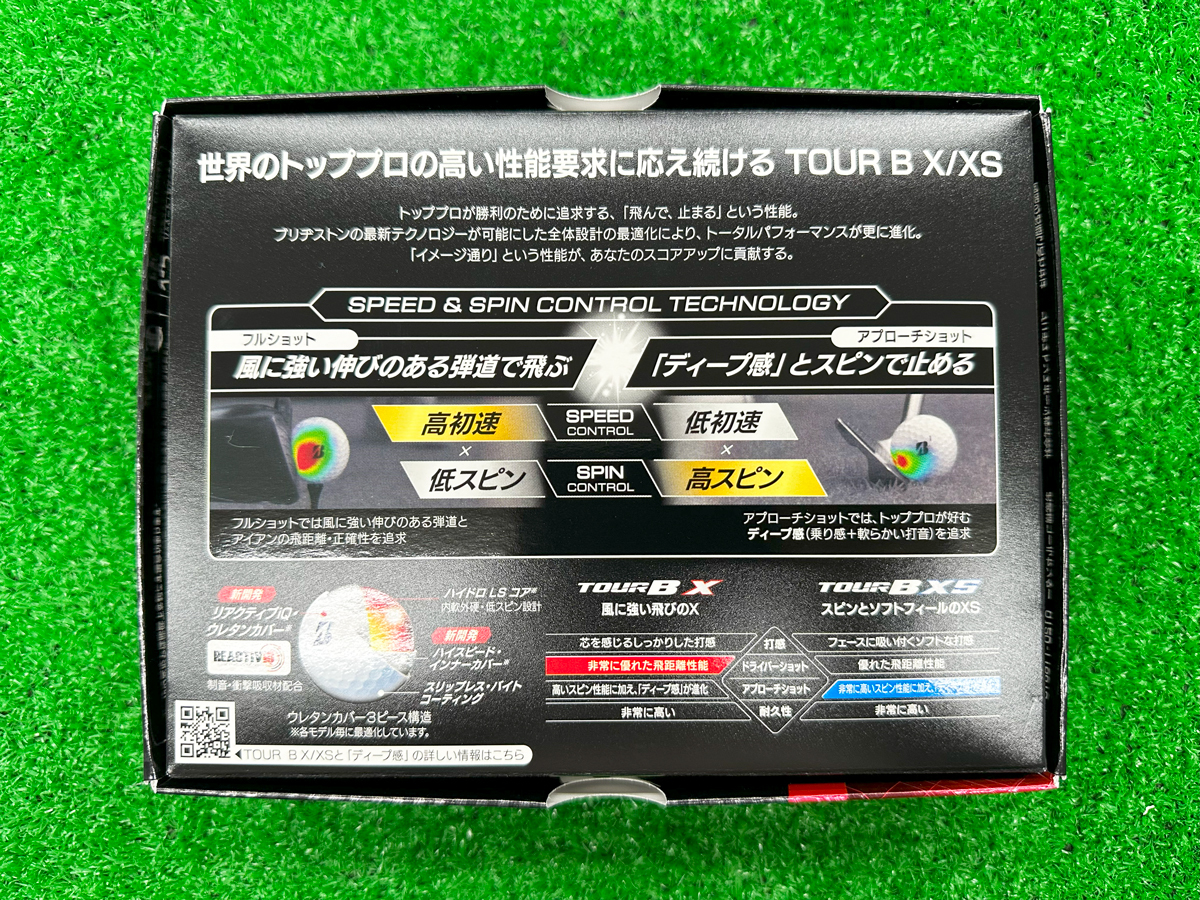 世界のトッププロの高い性能要求に応え続ける TOUR B X/XS
トッププロが勝利のために追求する、「飛んで、止まる」という性能。
ブリヂストンの最新テクノロジーが可能にした全体設計の最適化により、トータルパフォーマンスが更に進化。
「イメージ通り」という性能が、あなたのスコアアップに貢献する。
SPEED & SPIN CONTROL TECHNOLOGY
フルショット
風に強い伸びのある弾道で飛ぶ
アプローチショット
「ディープ感」とスピンで止める
高初速
SPEED
CONTROL
低初速
×
×
低スピン
SPIN
CONTROL
高スピン
フルショットでは風に強い伸びのある弾道と
アイアンの飛距離・正確性を追求
アプローチショットでは、トッププロが好む
ディープ感(乗り感+軟らかい打音)を追求
新開発
リアクティブiQ・
ウレタンカバー※
REACTIV iQ
制音・衝撃吸収材配合
ハイドロ LS コア※
内軟外硬・低スピン設計
新開発
ハイスピード・
インナーカバー※
スリップレス・バイト
コーティング
ウレタンカバー3ピース構造
※各モデル毎に最適化しています。
◀TOUR B X/XSと「ディープ感」の詳しい情報はこちら
TOUR B X
風に強い飛びのX
TOUR B XS
スピンとソフトフィールのXS
芯を感じるしっかりした打感
打感
フェースに吸い付くソフトな打感
非常に優れた飛距離性能
ドライバーショット
優れた飛距離性能
高いスピン性能に加え、「ディープ感」が進化
アプローチショット
非常に高いスピン性能に加え、
非常に高い
耐久性
非常に高い